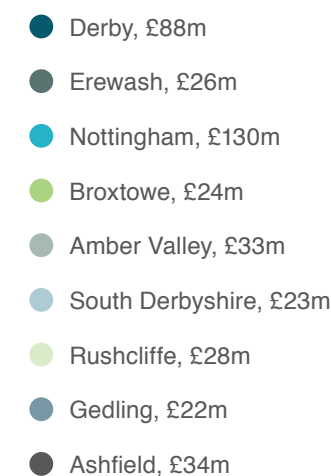 Derby, £88m
Erewash, £26m
Nottingham, £130m
Broxtowe, £24m
Amber Valley, £33m
South Derbyshire, £23m
Rushcliffe, £28m
Gedling, £22m
Ashfield, £34m